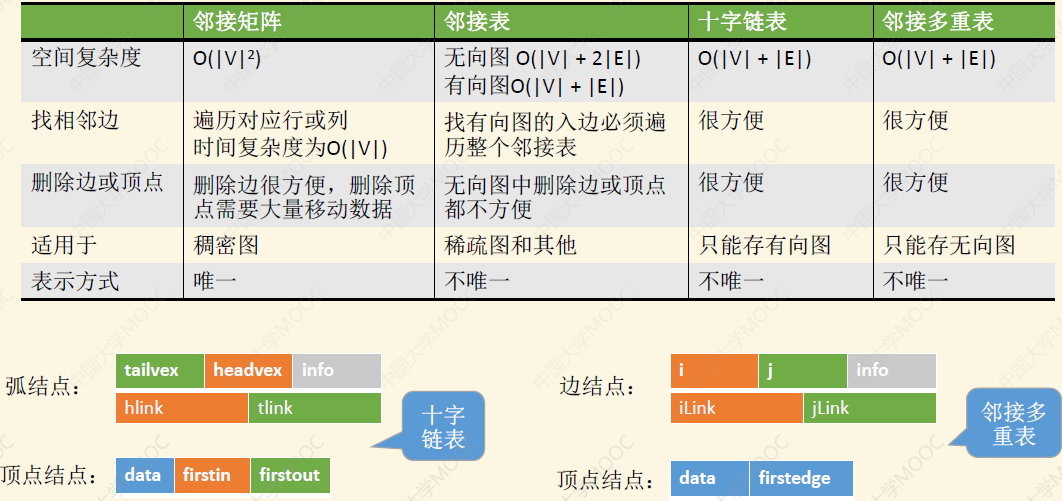 邻接矩阵 邻接表 十字链表 邻接多重表
空间复杂度 O(|V|²) 无向图 O(|V| + 2|E|) O(|V| + |E|) O(|V| + |E|)
有向图O(|V| + |E|)
找相邻边 遍历对应行或列 找有向图的入边必须遍 很方便 很方便
时间复杂度为O(|V|) 历整个邻接表
删除边或顶点 删除边很方便，删除顶 无向图中删除边或顶点 很方便 很方便
点需要大量移动数据 都不方便
适用于 稠密图 稀疏图和其他 只能存有向图 只能存无向图
表示方式 唯一 不唯一 不唯一 不唯一
弧结点： tailvex headvex info
hlink tlink
十字
链表
顶点结点： data firstin firstout
边结点： i j info
iLink jLink
邻接多
重表
顶点结点： data firstedge
中国大学MOOC